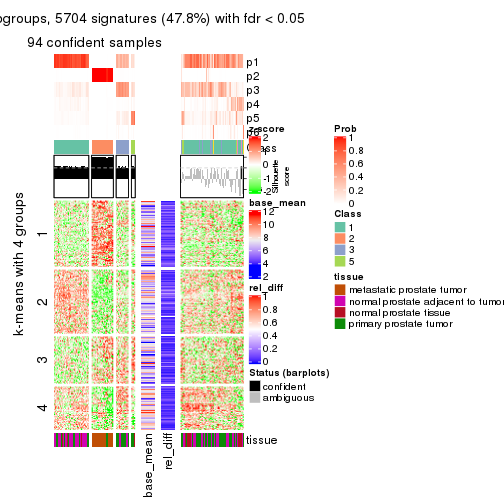 ogroups, 5704 signatures (47.8%) with fdr < 0.05
94 confident samples
p1
p2
p3
p4
p5
p6
Class
z-score
2
1
0
-1
-2
Silhouette
score
k-means with 4 groups
1
2
3
4
base_mean
12
10
8
6
4
2
rel_diff
1
0.8
0.6
0.4
0.2
0
Status (barplots)
confident
ambiguous
Prob
1
0.8
0.6
0.4
0.2
0
Class
1
2
3
5
tissue
metastatic prostate tumor
normal prostate adjacent to tumor
normal prostate tissue
primary prostate tumor
tissue
base_mean
rel_diff